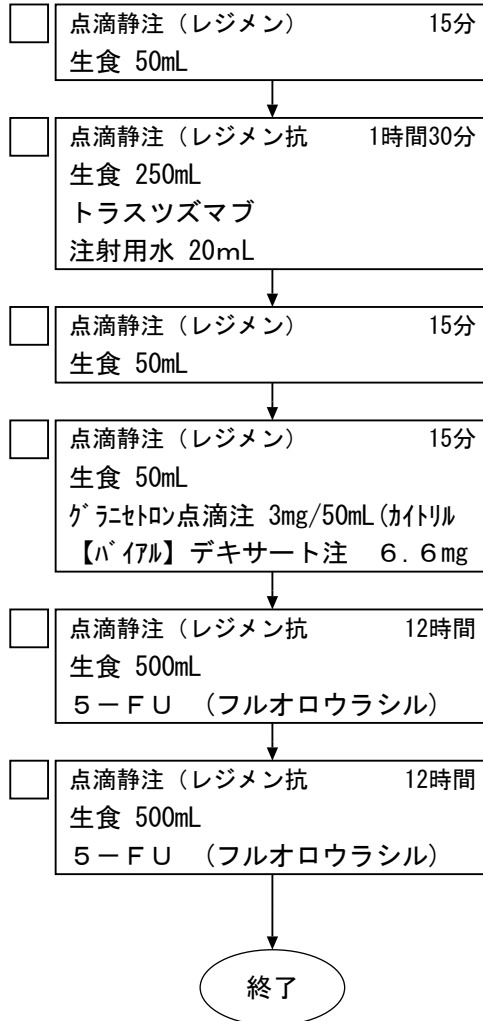 点滴静注（レジメン） 15分
生食 50mL
点滴静注（レジメン抗 1時間30分
生食 250mL
トラスツズマブ
注射用水 20ｍL
点滴静注（レジメン） 15分
生食 50mL
点滴静注（レジメン） 15分
生食 50mL
ｸﾞﾗﾆｾﾄﾛﾝ点滴注 3mg/50mL(ｶｲﾄﾘﾙ
【ﾊﾞｲｱﾙ】デキサート注 ６.６mg
点滴静注（レジメン抗 12時間
生食 500mL
５－ＦＵ （フルオロウラシル）
点滴静注（レジメン抗 12時間
生食 500mL
５－ＦＵ （フルオロウラシル）
終了